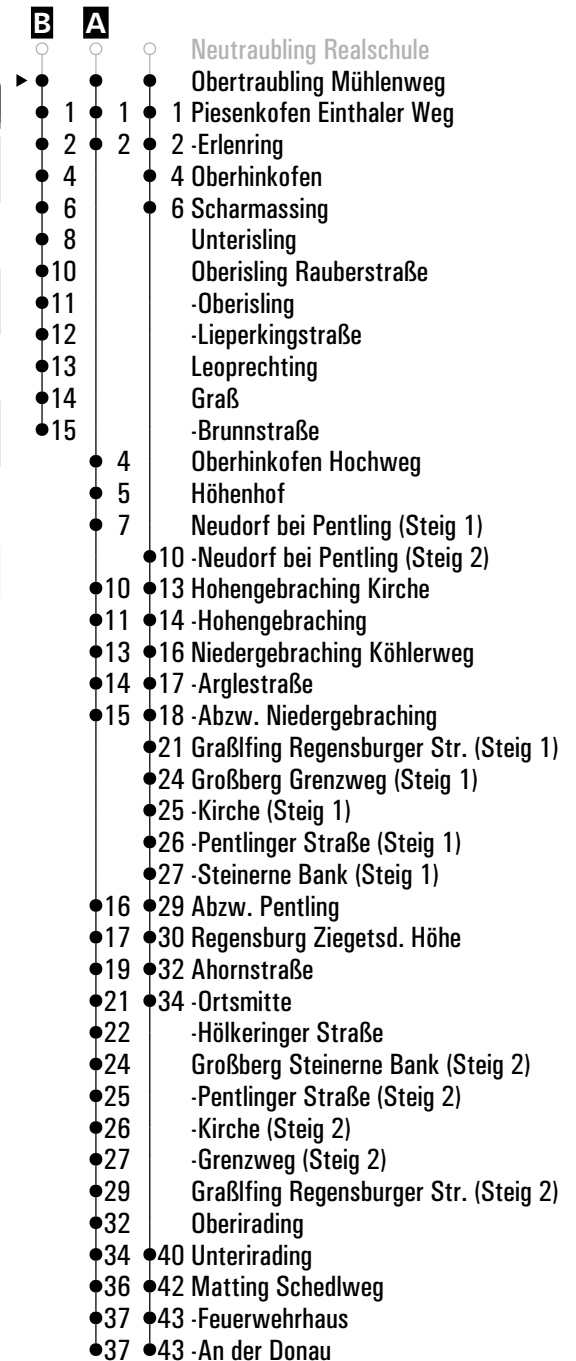 B A
Neutraubling Realschule
Obertraubling Mühlenweg
1 1 1 Piesenkofen Einthaler Weg
2 2 2 -Erlenring
4 4 Oberhinkofen
6 6 Scharmassing
8 Unterisling
10 Oberisling Rauberstraße
11 -Oberisling
12 -Lieperkingstraße
13 Leoprechting
14 Graß
15 -Brunnstraße
4 Oberhinkofen Hochweg
5 Höhenhof
7 Neudorf bei Pentling (Steig 1)
10 -Neudorf bei Pentling (Steig 2)
10 13 Hohengebraching Kirche
11 14 -Hohengebraching
13 16 Niedergebraching Köhlerweg
14 17 -Arglestraße
15 18 -Abzw. Niedergebraching
21 Graßlfing Regensburger Str. (Steig 1)
24 Großberg Grenzweg (Steig 1)
25 -Kirche (Steig 1)
26 -Pentlinger Straße (Steig 1)
27 -Steinerne Bank (Steig 1)
16 29 Abzw. Pentling
17 30 Regensburg Ziegetsd. Höhe
19 32 Ahornstraße
21 34 -Ortsmitte
22 -Hölkeringer Straße
24 Großberg Steinerne Bank (Steig 2)
25 -Pentlinger Straße (Steig 2)
26 -Kirche (Steig 2)
27 -Grenzweg (Steig 2)
29 Graßlfing Regensburger Str. (Steig 2)
32 Oberirading
34 40 Unterirading
36 42 Matting Schedlweg
37 43 -Feuerwehrhaus
37 43 -An der Donau